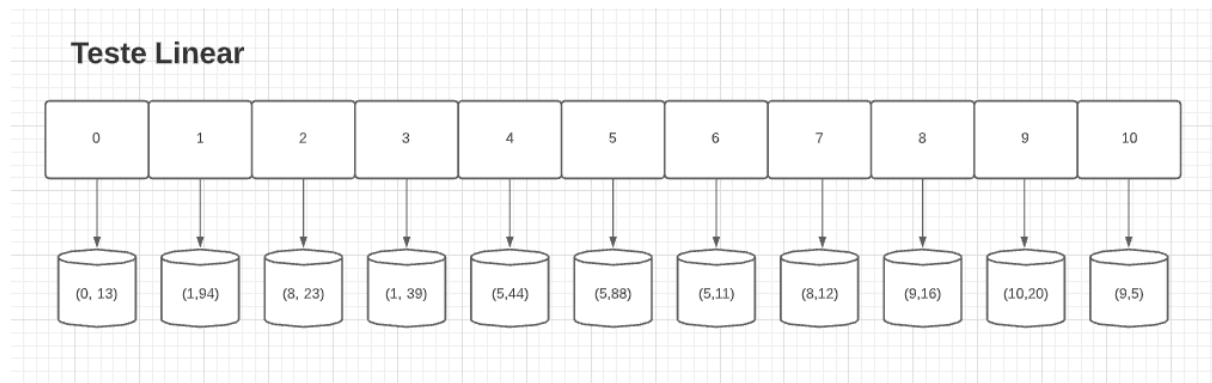 Teste Linear
0 1 2 3 4 5 6 7 8 9 10
(0, 13) (1,94) (8, 23) (1, 39) (5,44) (5,88) (5,11) (8,12) (9,16) (10,20) (9,5)